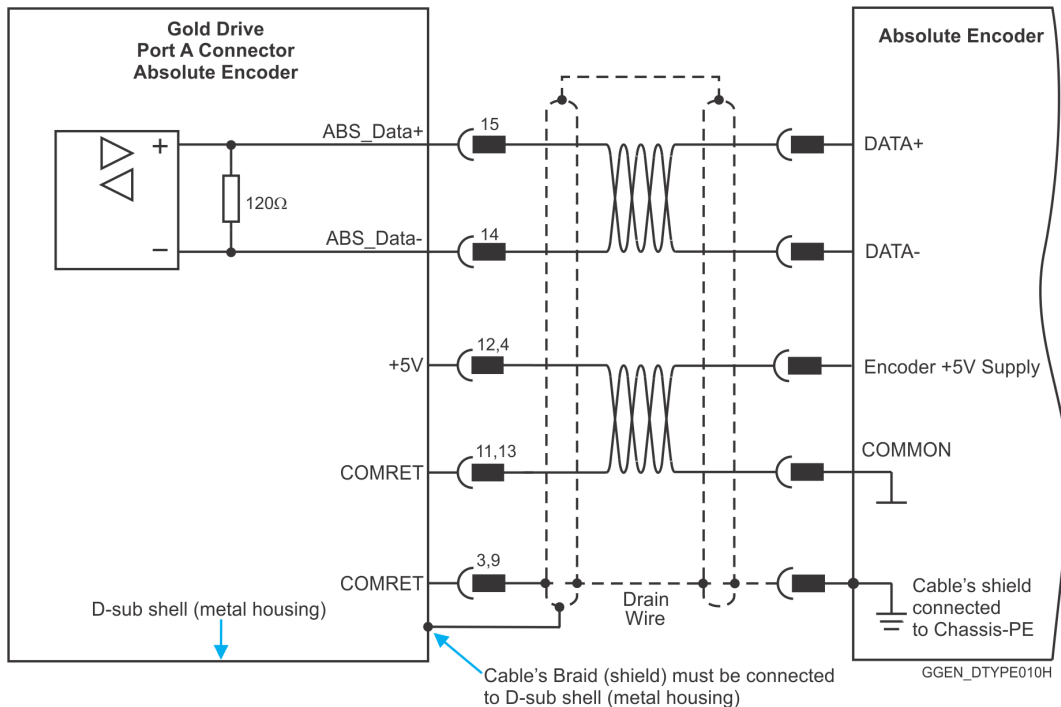 Gold Drive
Port A Connector
Absolute Encoder
Absolute Encoder
ABS_Data+
15
DATA+
+
120Ω
ABS_Data-
14
DATA-
−
+5V
12,4
Encoder +5V Supply
COMRET
11,13
COMMON
COMRET
3,9
Drain
Wire
Cable's shield
connected
to Chassis-PE
D-sub shell (metal housing)
Cable's Braid (shield) must be connected
to D-sub shell (metal housing)
GGEN_DTYPE010H